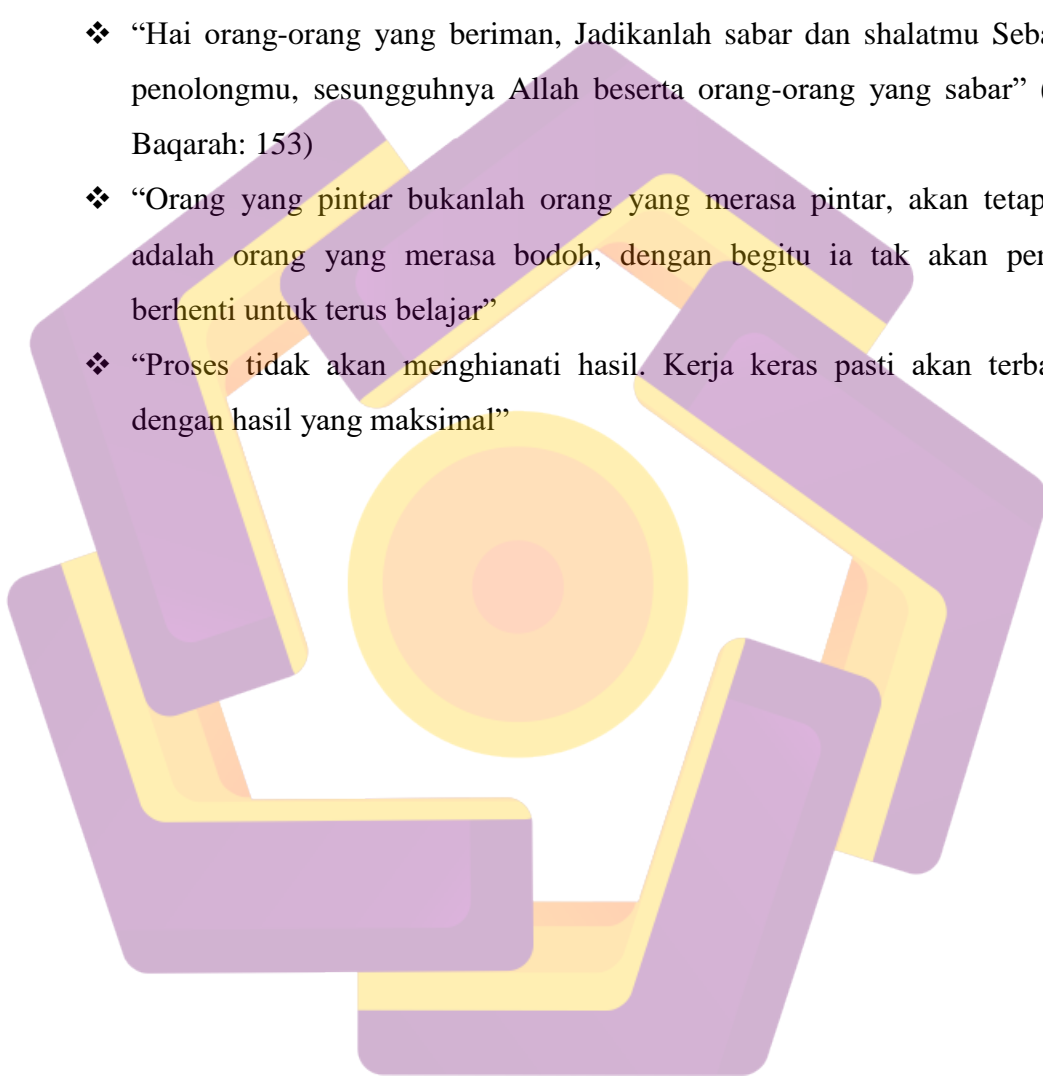 ❖ “Hai orang-orang yang beriman, Jadikanlah sabar dan shalatmu
penolongmu, sesungguhnya Allah beserta orang-orang yang sabar” (
Baqarah: 153)
❖ “Orang yang pintar bukanlah orang yang merasa pintar, akan
adalah orang yang merasa bodoh, dengan begitu ia tak akan
berhenti untuk terus belajar”
❖ “Proses tidak akan menghianati hasil. Kerja keras pasti akan
dengan hasil yang maksimal”